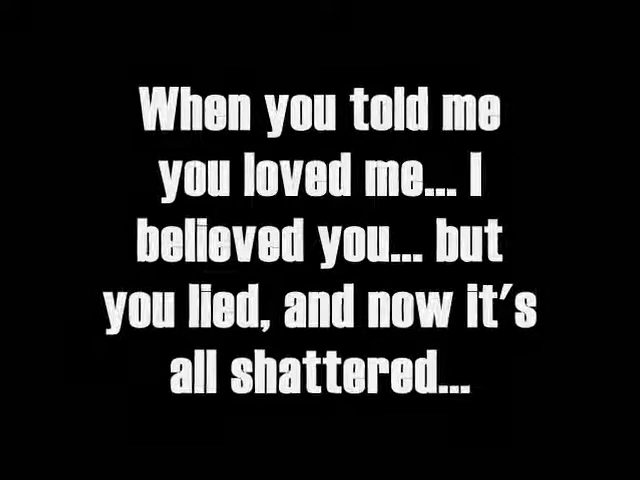 When you told me
you loved me... I
believed you... but
you lied, and now it's
all shattered...